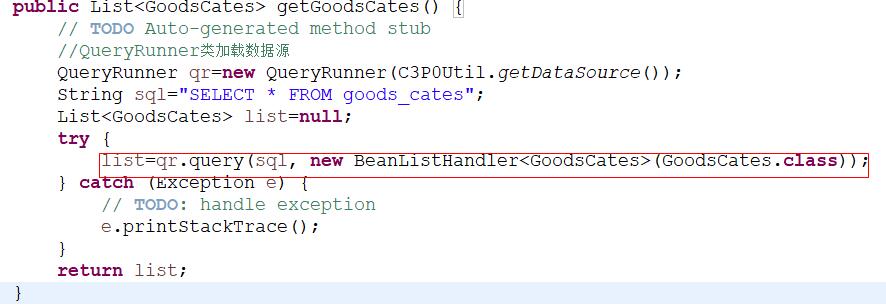 public List<GoodsCates> getGoodsCates() {
// TODO Auto-generated method stub
//QueryRunner类加载数据源
QueryRunner qr=new QueryRunner(C3P0Util.getDataSource());
String sql="SELECT * FROM goods_cates";
List<GoodsCates> list=null;
try {
list=qr.query(sql, new BeanListHandler<GoodsCates>(GoodsCates.class));
} catch (Exception e) {
// TODO: handle exception
e.printStackTrace();
}
return list;
}